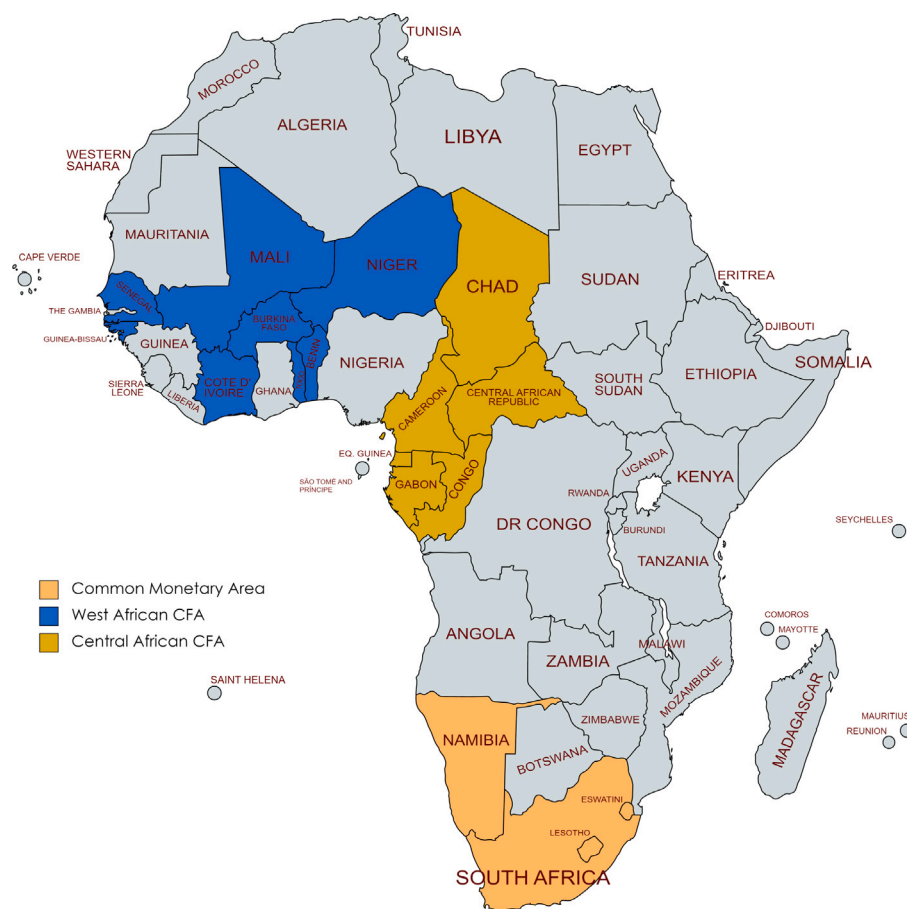 TUNISIA
MOROCCO
ALGERIA
LIBYA
EGYPT
WESTERN
SAHARA
MAURITANIA
MALI
NIGER
CHAD
SUDAN
ERITREA
CAPE VERDE
SENEGAL
THE GAMBIA
GUINEA-BISSAU
GUINEA
BURKINA
FASO
BENIN
NIGERIA
DJIBOUTI
SOMALIA
ETHIOPIA
SOUTH
SUDAN
SIERRA
LEONE
LIBERIA
COTE D'
IVOIRE
GHANA
CAMEROON
CENTRAL AFRICAN
REPUBLIC
EQ. GUINEA
SÃO TOMÉ AND
PRÍNCIPE
GABON
CONGO
UGANDA
KENYA
RWANDA
DR CONGO
BURUNDI
TANZANIA
SEYCHELLES
Common Monetary Area
West African CFA
Central African CFA
COMOROS
MAYOTTE
ANGOLA
ZAMBIA
MALAWI
MOZAMBIQUE
SAINT HELENA
MADAGASCAR
MAURITIUS
REUNION
NAMIBIA
ZIMBABWE
BOTSWANA
ESWATINI
LESOTHO
SOUTH AFRICA